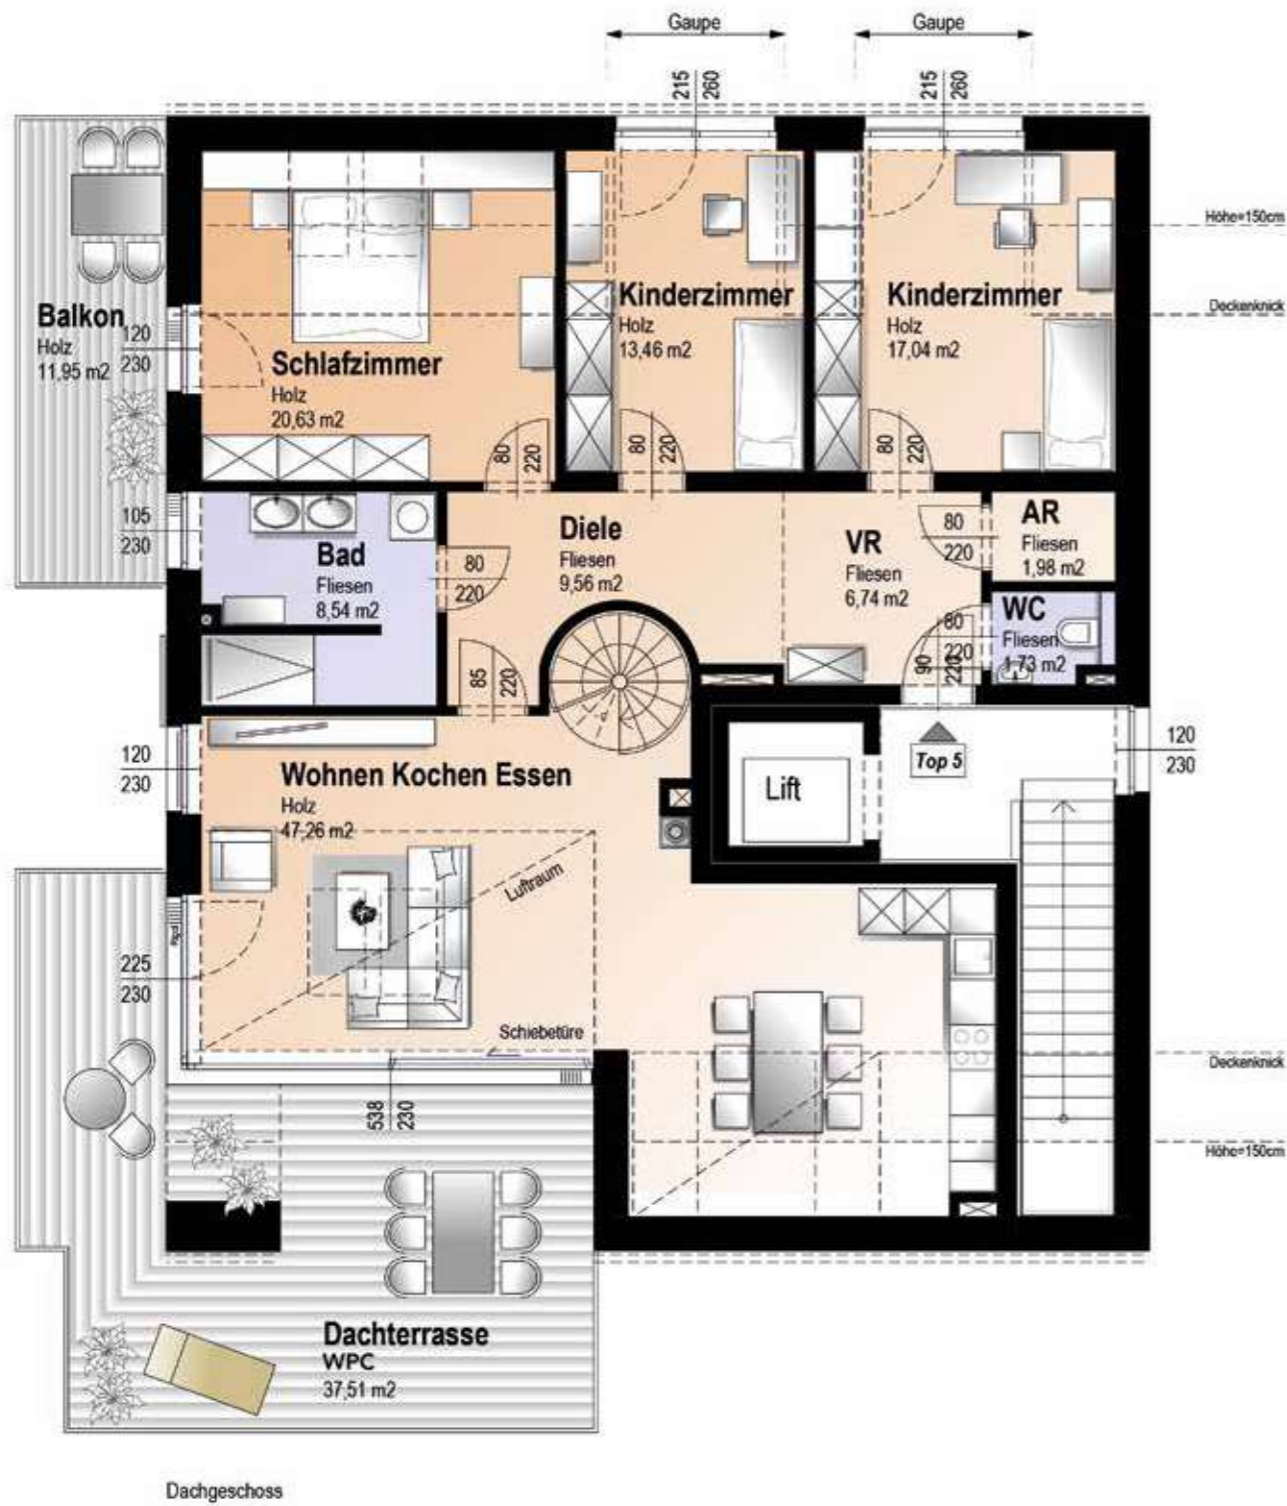 Gaupe
Gaupe
215
260
215
260
Höhe=150cm
Deckenknick
Balkon
Holz
11,95 m2
120
230
Schlafzimmer
Holz
20,63 m2
Kinderzimmer
Holz
13,46 m2
Kinderzimmer
Holz
17,04 m2
80
220
80
220
80
220
105
230
Bad
Fliesen
8,54 m2
80
220
Diele
Fliesen
9,56 m2
VR
Fliesen
6,74 m2
80
220
AR
Fliesen
1,98 m2
WC
Fliesen
1,73 m2
80
220
90
220
85
220
120
230
Wohnen Kochen Essen
Holz
47,26 m2
Lift
Top 5
120
230
Luftraum
225
230
Schiebetüre
538
230
Deckenknick
Höhe=150cm
Dachterrasse
WPC
37,51 m2
Dachgeschoss